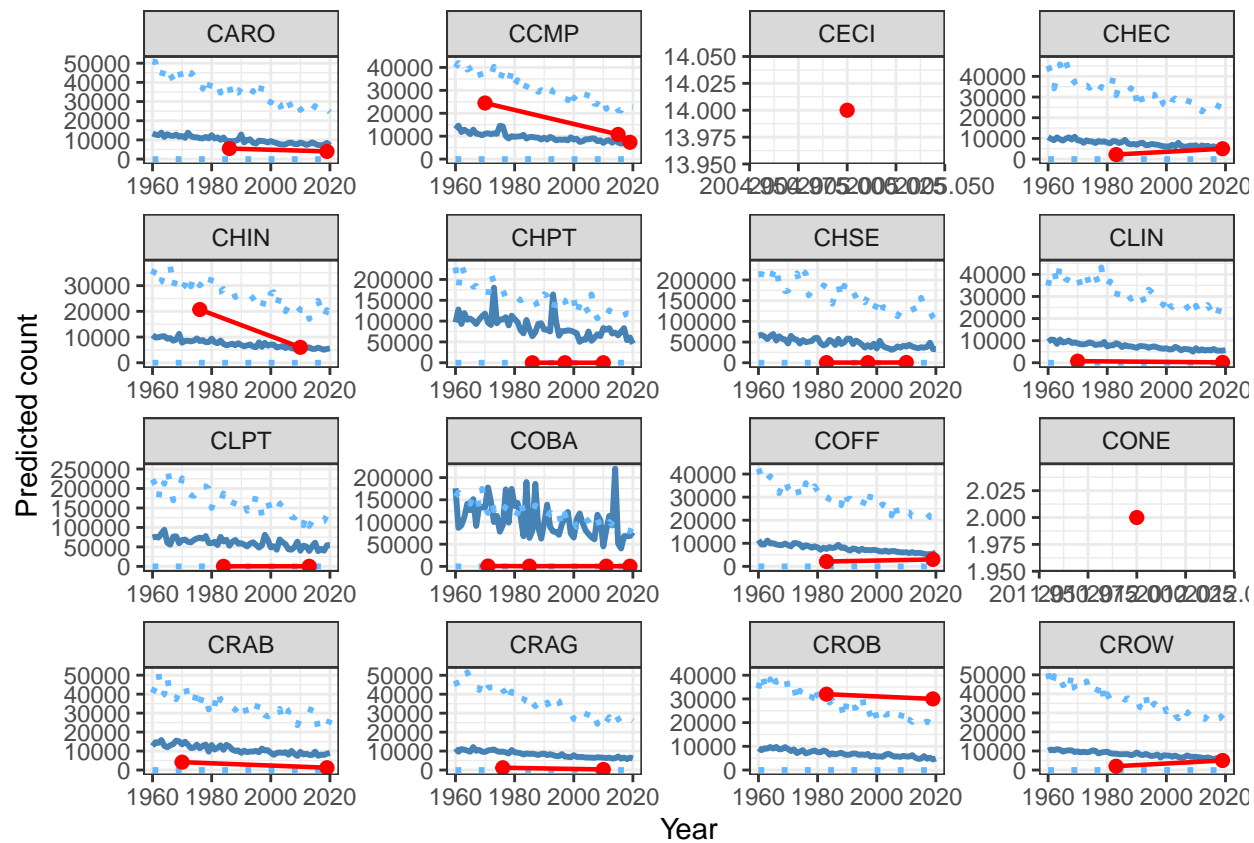 CARO CCMP CECI CHEC
50000 40000 30000 20000 10000 0
40000 30000 20000 10000 0
14.050 14.025 14.000 13.975 13.950
40000 30000 20000 10000 0
1960 1980 2000 2020
1960 1980 2000 2020
1960 1980 2000 2020
CHIN CHPT CHSE CLIN
30000 20000 10000 0
200000 150000 100000 50000 0
200000 150000 100000 50000 0
40000 30000 20000 10000 0
1960 1980 2000 2020
1960 1980 2000 2020
1960 1980 2000 2020
1960 1980 2000 2020
Predicted count
CLPT COBA COFF CONE
250000 200000 150000 100000 50000 0
200000 150000 100000 50000 0
40000 30000 20000 10000 0
2.025 2.000 1.975 1.950
1960 1980 2000 2020
1960 1980 2000 2020
1960 1980 2000 2020
CRAB CRAG CROB CROW
50000 40000 30000 20000 10000 0
50000 40000 30000 20000 10000 0
40000 30000 20000 10000 0
50000 40000 30000 20000 10000 0
1960 1980 2000 2020
1960 1980 2000 2020
1960 1980 2000 2020
1960 1980 2000 2020
Year